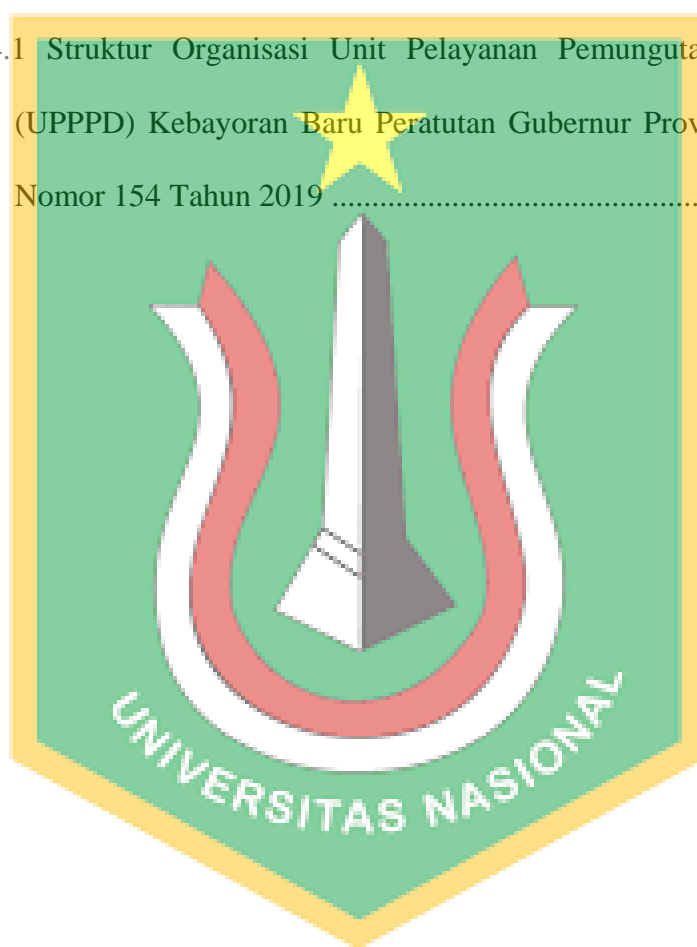 .1 Struktur Organisasi Unit Pelayanan Pemunguta
(UPPPD) Kebayoran Baru Peratutan Gubernur Prov
Nomor 154 Tahun 2019 ..........................................
UNIVERSITAS NASIONAL